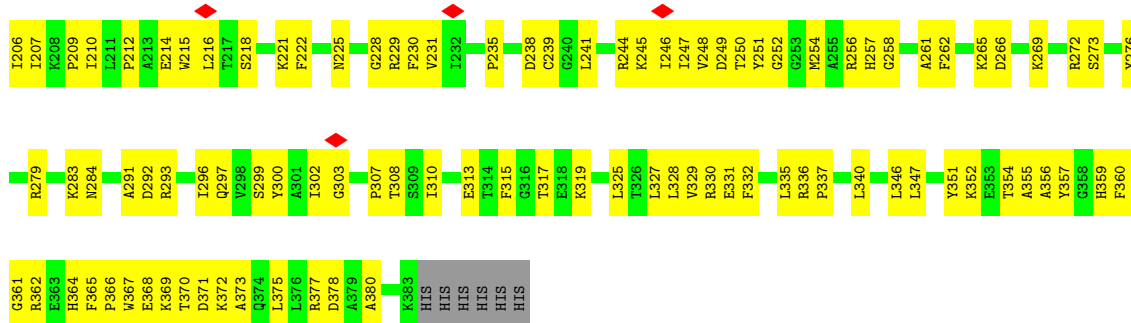 I206 I207 K208 P209 I210 L211 P212 A213 E214 W215 L216 T217 S218 K221 F222 N225 G228 R229 F230 V231 I232 P235 D238 C239 G240 L241 R244 K245 I246 I247 V248 D249 T250 Y251 G252 G253 M254 A255 R256 H257 G258 A261 F262 K265 D266 K269 R272 S273 Y276
R279 K283 N284 A291 D292 R293 I296 Q297 V298 S299 Y300 A301 I302 G303 P307 T308 S309 I310 E313 T314 F315 G316 T317 E318 K319 L325 T326 L327 L328 V329 R330 E331 F332 L335 R336 P337 L340 L346 L347 Y351 K352 E353 T354 A355 A356 Y357 G358 H359 F360
G361 R362 E363 H364 F365 P366 W367 E368 K369 T370 D371 K372 A373 Q374 L375 L376 R377 D378 A379 A380 K383 HIS HIS HIS HIS HIS HIS